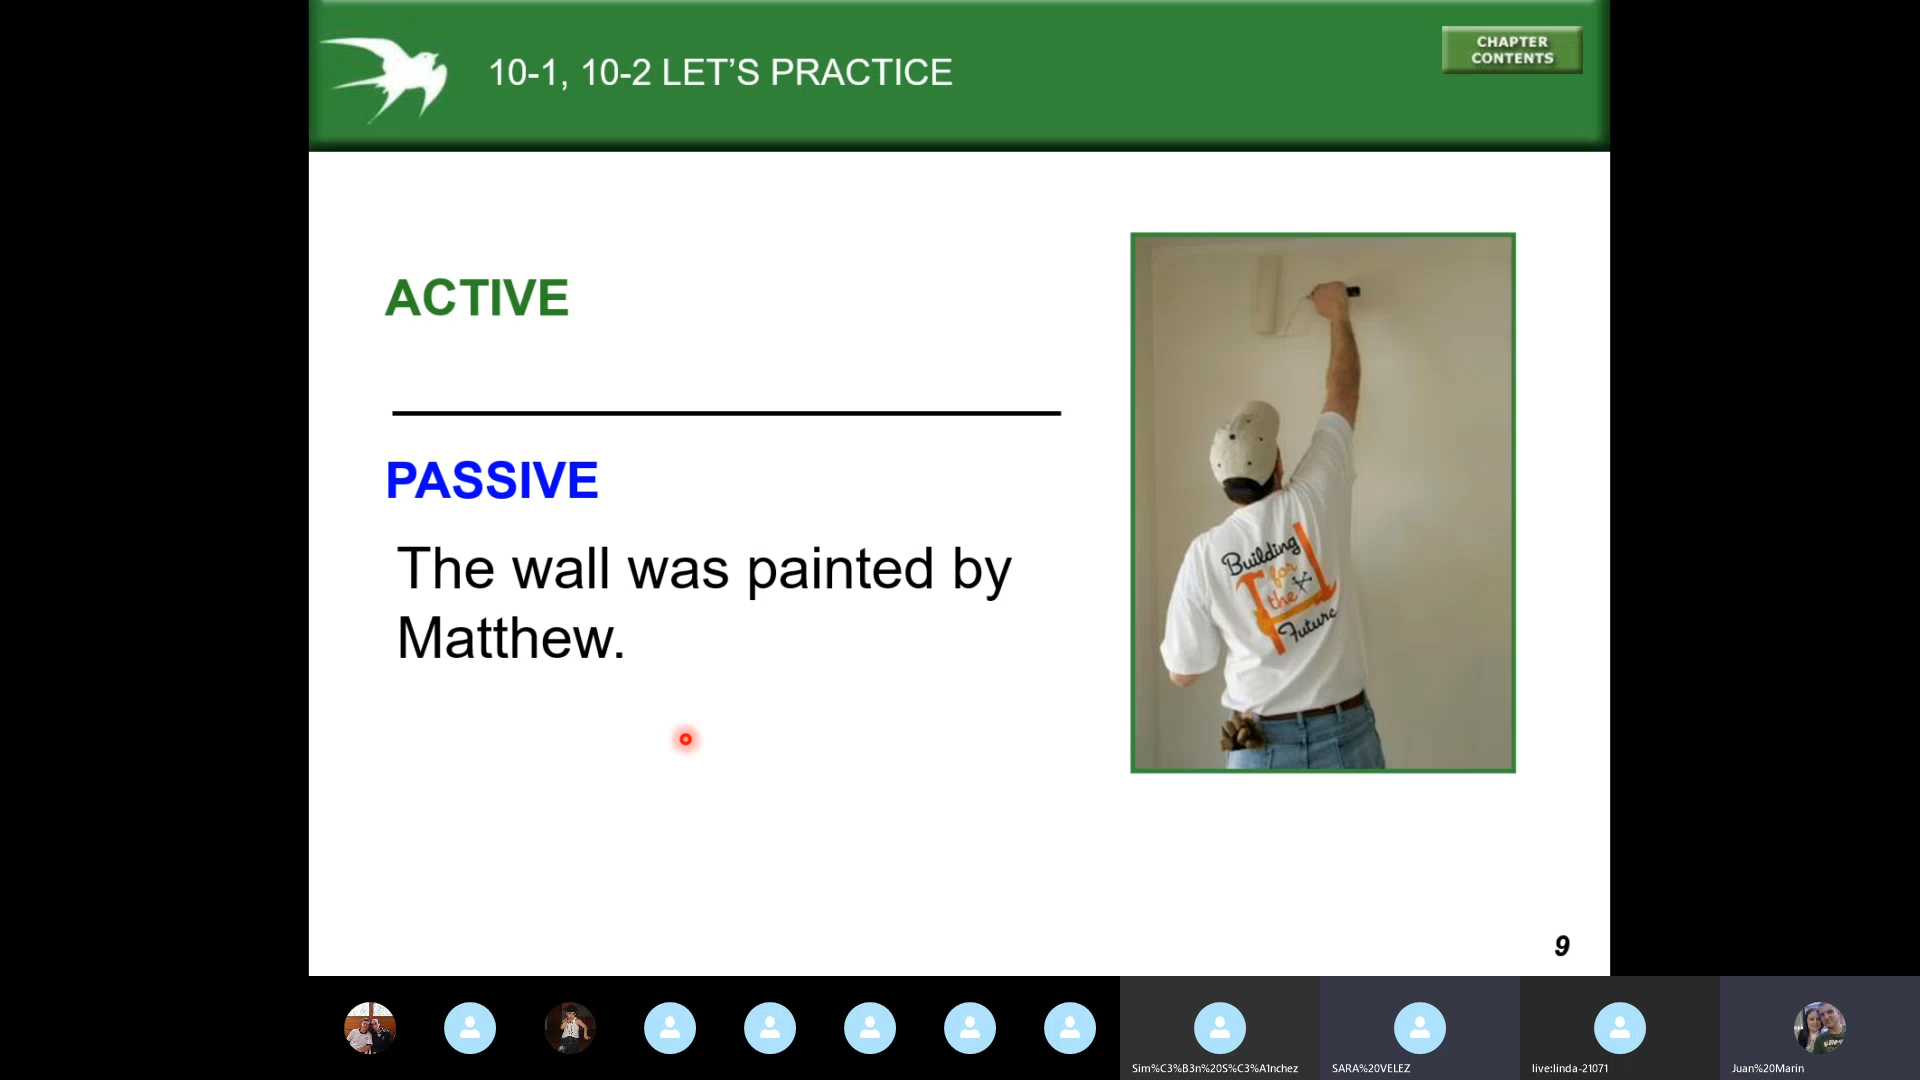 10-1, 10-2 LET’S PRACTICE
CHAPTER
CONTENTS
ACTIVE
PASSIVE
The wall was painted by
Matthew.
Building
for
the
Future
9
Sim%C3%B3n%20S%C3%A1nchez
SARA%20VELEZ
live:linda-21071
Juan%20Marin